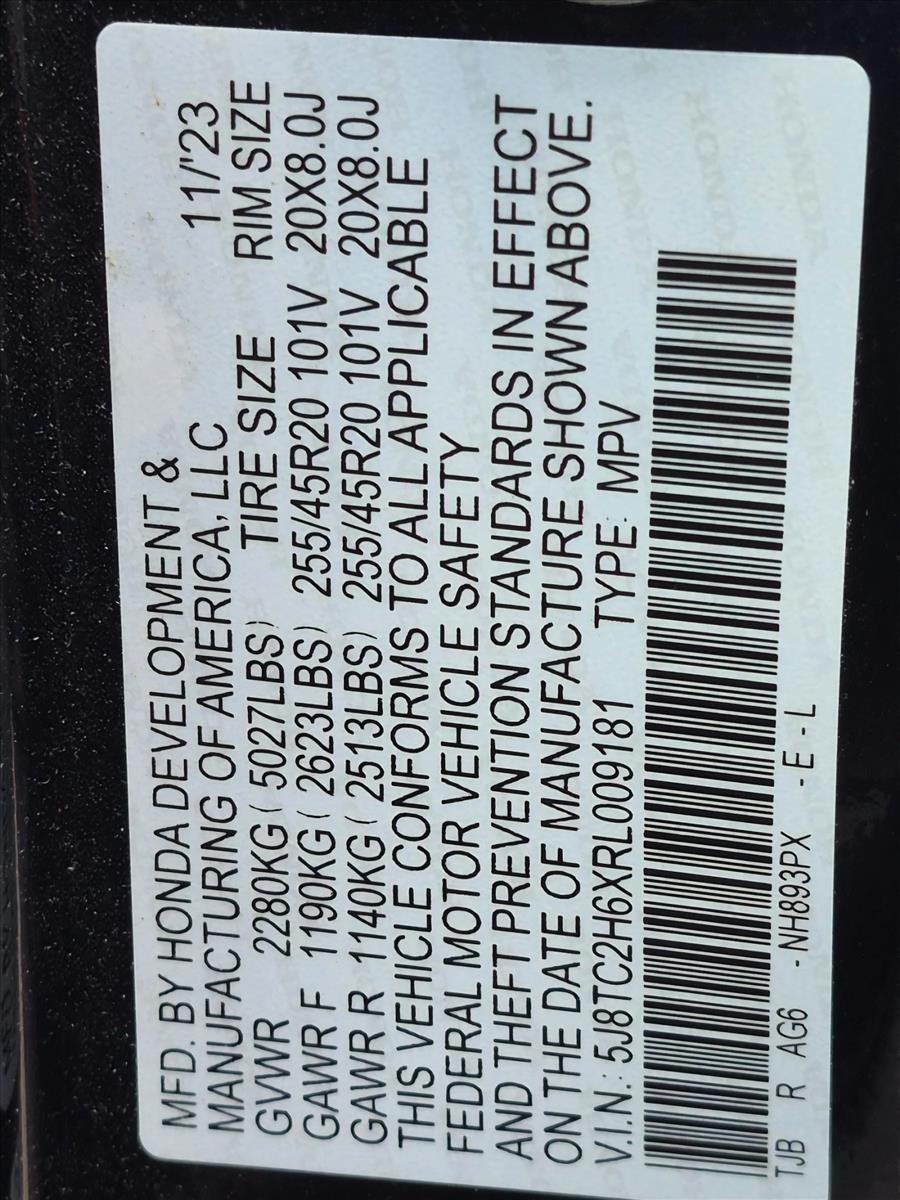 MFD. BY HONDA DEVELOPMENT &
MANUFACTURING OF AMERICA, LLC 11/'23
GVWR 2280KG ( 5027LBS) TIRE SIZE RIM SIZE
GAWR F 1190KG ( 2623LBS) 255/45R20 101V 20X8.0J
GAWR R 1140KG ( 2513LBS) 255/45R20 101V 20X8.0J
THIS VEHICLE CONFORMS TO ALL APPLICABLE
FEDERAL MOTOR VEHICLE SAFETY
AND THEFT PREVENTION STANDARDS IN EFFECT
ON THE DATE OF MANUFACTURE SHOWN ABOVE.
V.I.N.: 5J8TC2H6XRL009181 TYPE: MPV
TJB R AG6 -NH893PX -E -L